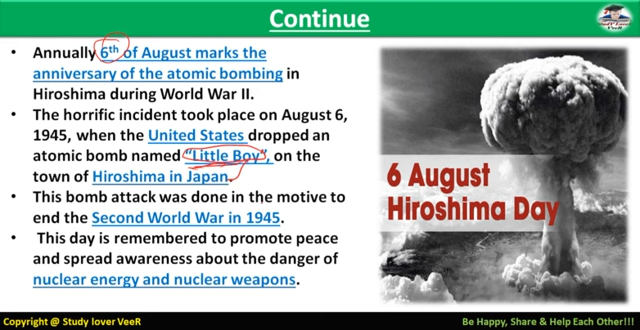 Continue
Study Lover
VeeR
• Annually 6th of August marks the
anniversary of the atomic bombing in
Hiroshima during World War II.
• The horrific incident took place on August 6,
1945, when the United States dropped an
atomic bomb named “Little Boy”, on the
town of Hiroshima in Japan.
• This bomb attack was done in the motive to
end the Second World War in 1945.
• This day is remembered to promote peace
and spread awareness about the danger of
nuclear energy and nuclear weapons.
6 August
Hiroshima Day
Copyright @ Study lover VeeR
Be Happy, Share & Help Each Other!!!